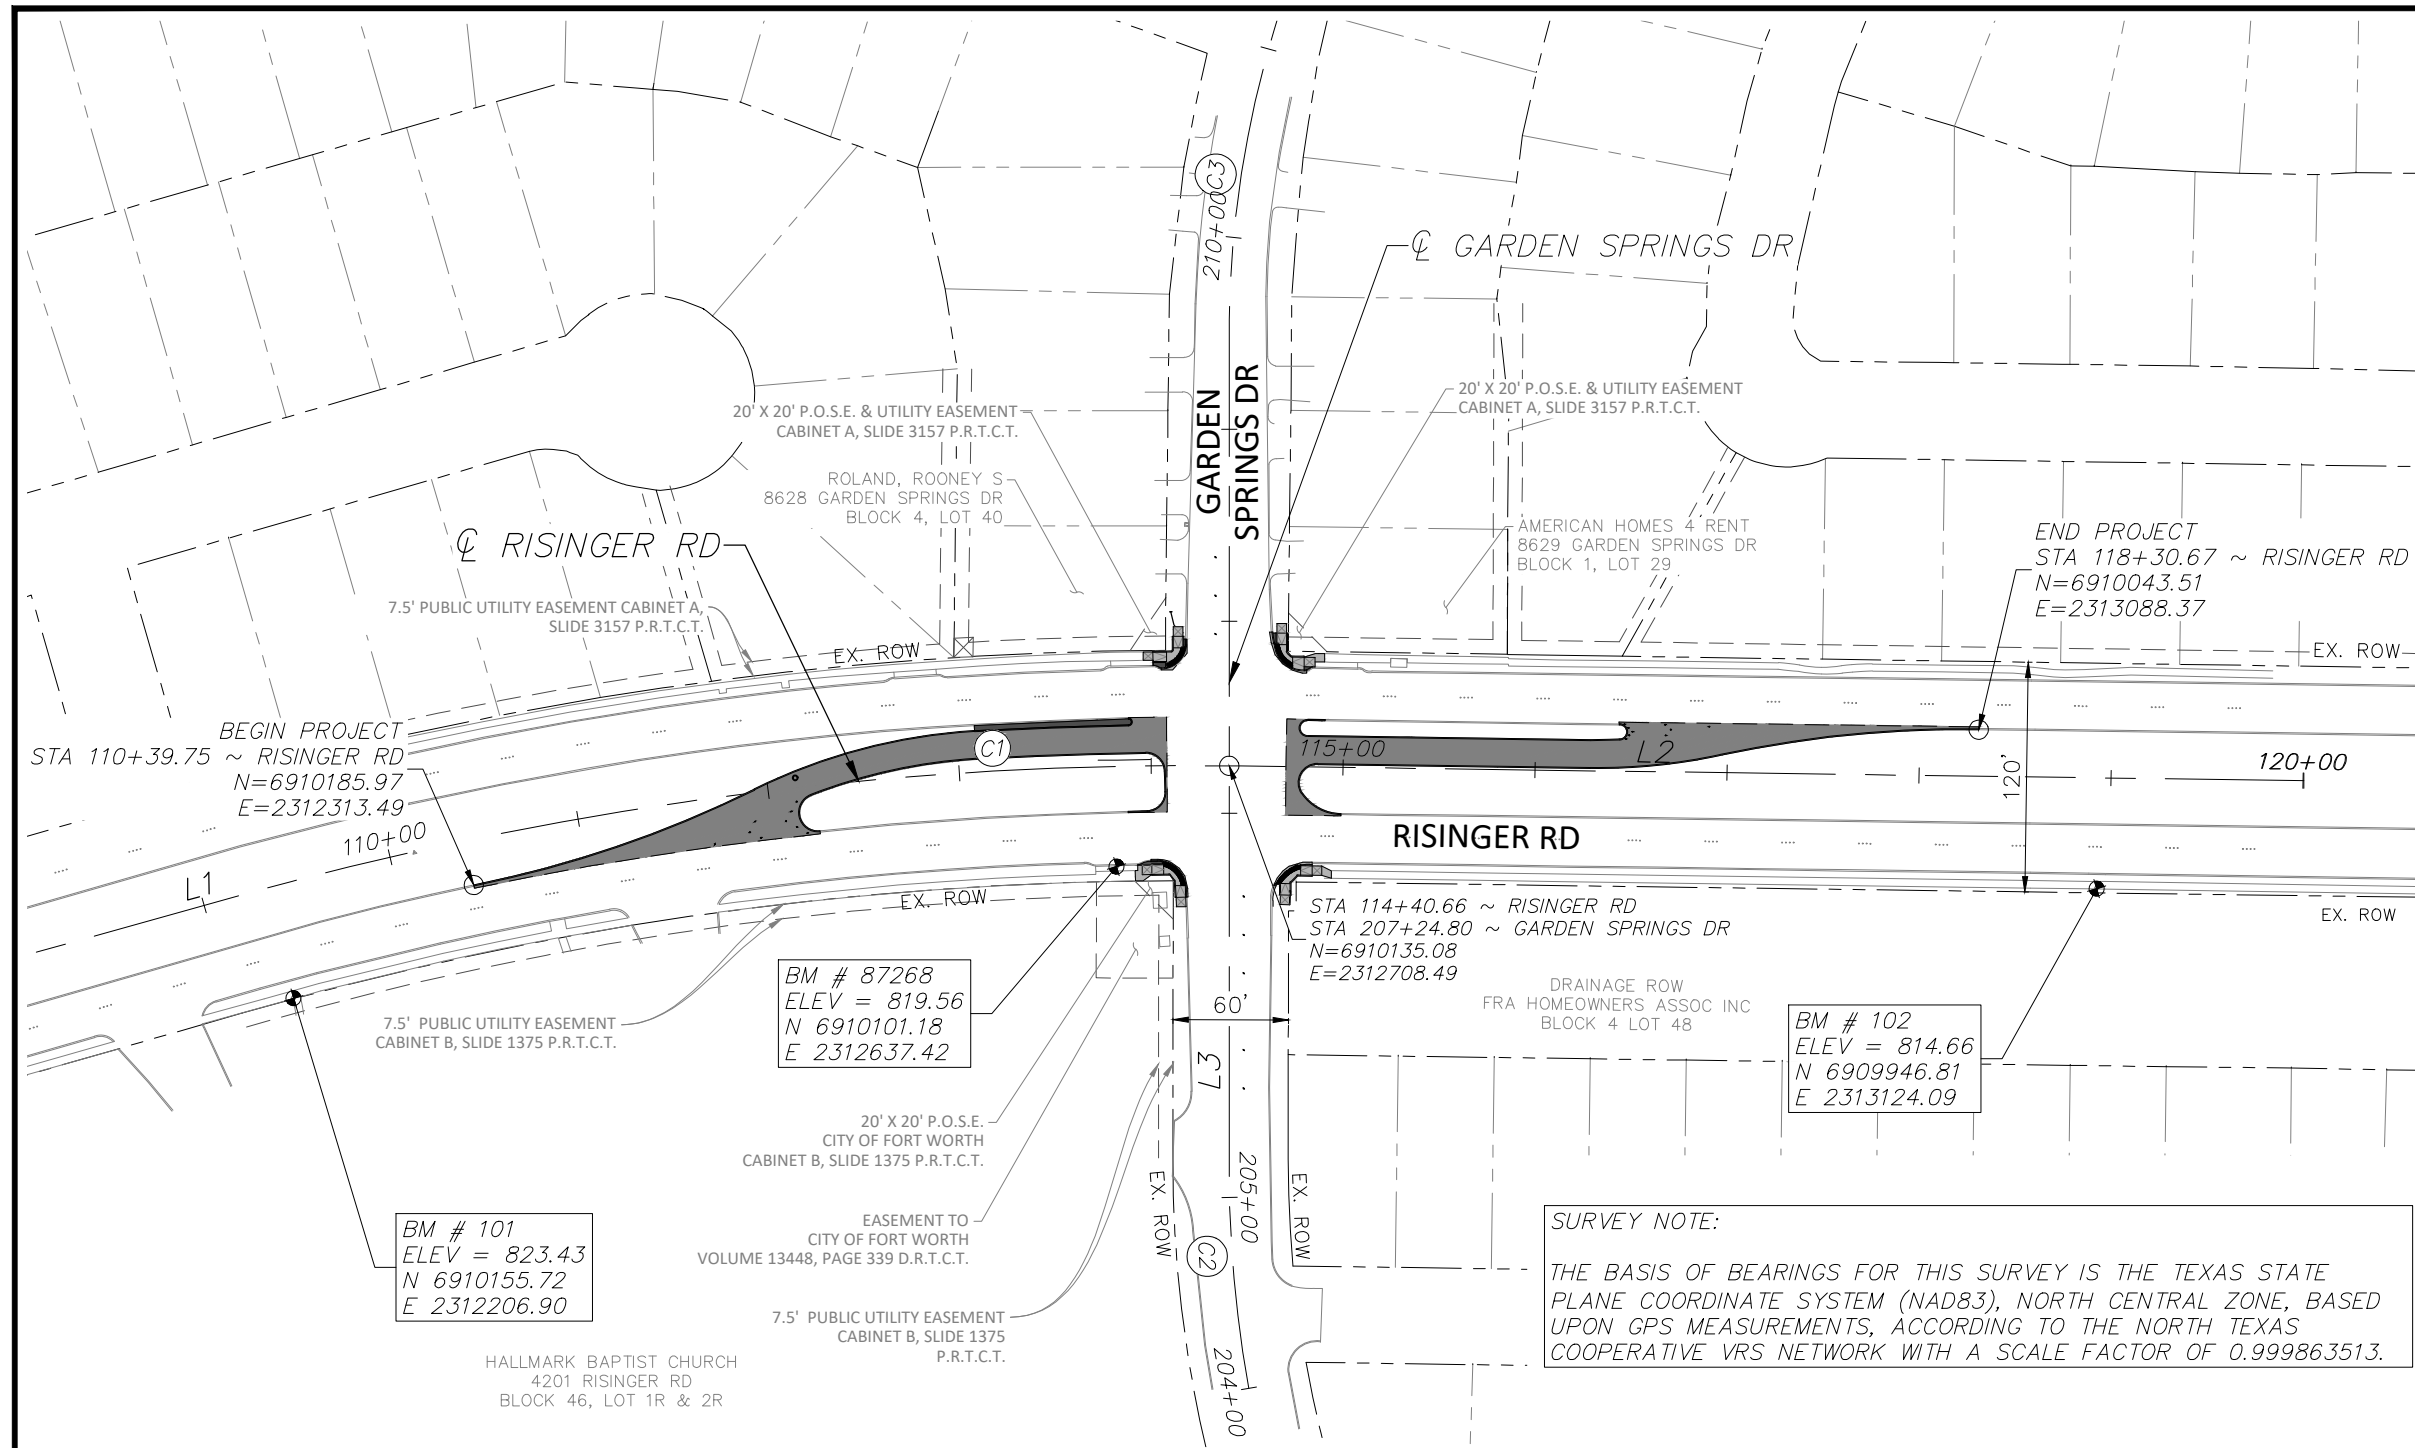 C3
210+00
℄ GARDEN SPRINGS DR
GARDEN
SPRINGS DR
20' X 20' P.O.S.E. & UTILITY EASEMENT
CABINET A, SLIDE 3157 P.R.T.C.T.
20' X 20' P.O.S.E. & UTILITY EASEMENT
CABINET A, SLIDE 3157 P.R.T.C.T.
ROLAND, ROONEY S
8628 GARDEN SPRINGS DR
BLOCK 4, LOT 40
AMERICAN HOMES 4 RENT
8629 GARDEN SPRINGS DR
BLOCK 1, LOT 29
END PROJECT
STA 118+30.67 ~ RISINGER RD
N=6910043.51
E=2313088.37
℄ RISINGER RD
7.5' PUBLIC UTILITY EASEMENT CABINET A,
SLIDE 3157 P.R.T.C.T.
EX. ROW
EX. ROW
BEGIN PROJECT
STA 110+39.75 ~ RISINGER RD
N=6910185.97
E=2312313.49
C1
115+00
L2
120+00
120'
110+00
L1
RISINGER RD
EX. ROW
EX. ROW
STA 114+40.66 ~ RISINGER RD
STA 207+24.80 ~ GARDEN SPRINGS DR
N=6910135.08
E=2312708.49
BM # 87268
ELEV = 819.56
N 6910101.18
E 2312637.42
60'
DRAINAGE ROW
FRA HOMEOWNERS ASSOC INC
BLOCK 4 LOT 48
BM # 102
ELEV = 814.66
N 6909946.81
E 2313124.09
7.5' PUBLIC UTILITY EASEMENT
CABINET B, SLIDE 1375 P.R.T.C.T.
L3
20' X 20' P.O.S.E.
CITY OF FORT WORTH
CABINET B, SLIDE 1375 P.R.T.C.T.
EX. ROW
205+00
EX. ROW
BM # 101
ELEV = 823.43
N 6910155.72
E 2312206.90
EASEMENT TO
CITY OF FORT WORTH
VOLUME 13448, PAGE 339 D.R.T.C.T.
C2
7.5' PUBLIC UTILITY EASEMENT
CABINET B, SLIDE 1375
P.R.T.C.T.
204+00
HALLMARK BAPTIST CHURCH
4201 RISINGER RD
BLOCK 46, LOT 1R & 2R
SURVEY NOTE:
THE BASIS OF BEARINGS FOR THIS SURVEY IS THE TEXAS STATE
PLANE COORDINATE SYSTEM (NAD83), NORTH CENTRAL ZONE, BASED
UPON GPS MEASUREMENTS, ACCORDING TO THE NORTH TEXAS
COOPERATIVE VRS NETWORK WITH A SCALE FACTOR OF 0.999863513.